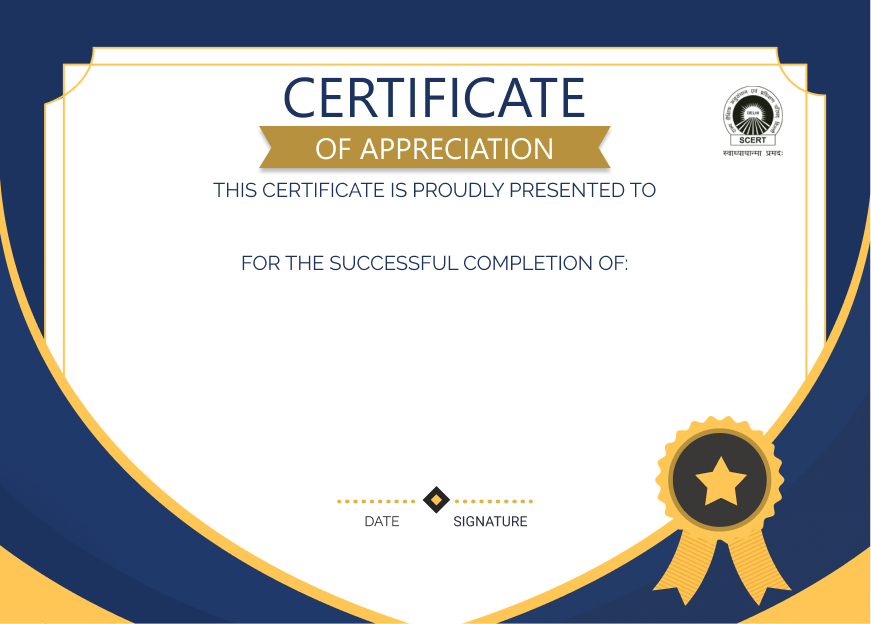 CERTIFICATE
OF APPRECIATION
DELHI
SCERT
स्वाध्यायान्मा प्रमदः
THIS CERTIFICATE IS PROUDLY PRESENTED TO
FOR THE SUCCESSFUL COMPLETION OF:
DATE SIGNATURE